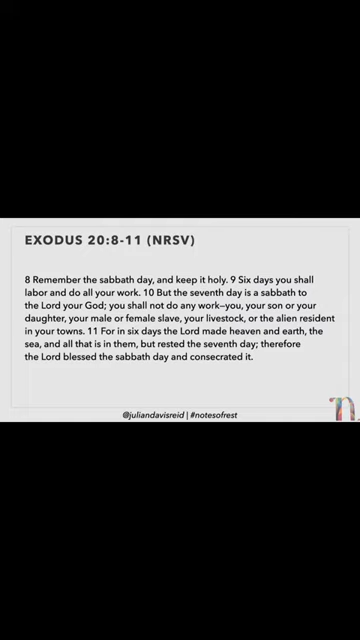 EXODUS 20:8-11 (NRSV)
8 Remember the sabbath day, and keep it holy. 9 Six days you shall
labor and do all your work. 10 But the seventh day is a sabbath to
the Lord your God; you shall not do any work—you, your son or your
daughter, your male or female slave, your livestock, or the alien resident
in your towns. 11 For in six days the Lord made heaven and earth, the
sea, and all that is in them, but rested the seventh day; therefore
the Lord blessed the sabbath day and consecrated it.
@juliandavisreid | #notesofrest
n